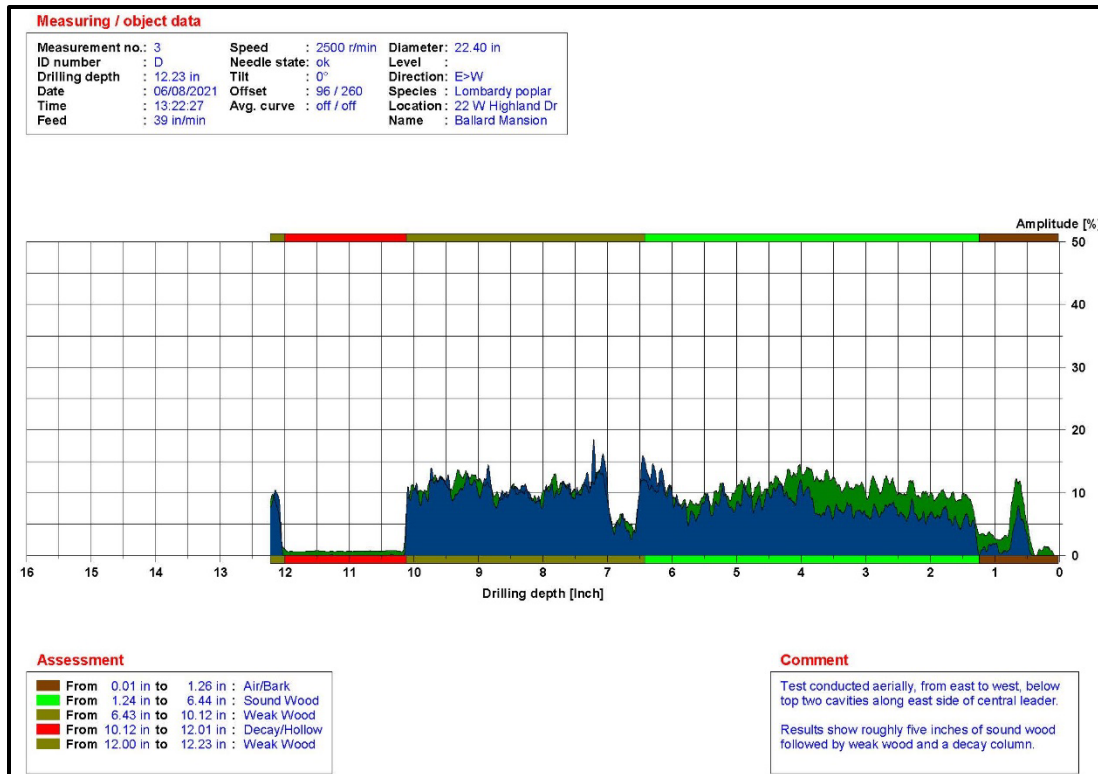 Measuring / object data
Measurement no.: 3 Speed : 2500 r/min Diameter: 22.40 in
ID number : D Needle state: ok Level :
Drilling depth : 12.23 in Tilt : 0° Direction: E>W
Date : 06/08/2021 Offset : 96 / 260 Species : Lombardy poplar
Time : 13:22:27 Avg. curve : off / off Location : 22 W Highland Dr
Feed : 39 in/min Name : Ballard Mansion
Amplitude [%]
50
40
30
20
10
0
16 15 14 13 12 11 10 9 8 7 6 5 4 3 2 1 0
Drilling depth [Inch]
Assessment
From 0.01 in to 1.26 in : Air/Bark
From 1.24 in to 6.44 in : Sound Wood
From 6.43 in to 10.12 in : Weak Wood
From 10.12 in to 12.01 in : Decay/Hollow
From 12.00 in to 12.23 in : Weak Wood
Comment
Test conducted aerially, from east to west, below
top two cavities along east side of central leader.
Results show roughly five inches of sound wood
followed by weak wood and a decay column.